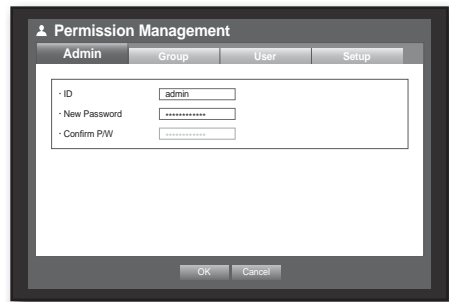 Permission Management
Admin Group User Setup
· ID admin
· New Password ************
· Confirm P/W ************
OK Cancel